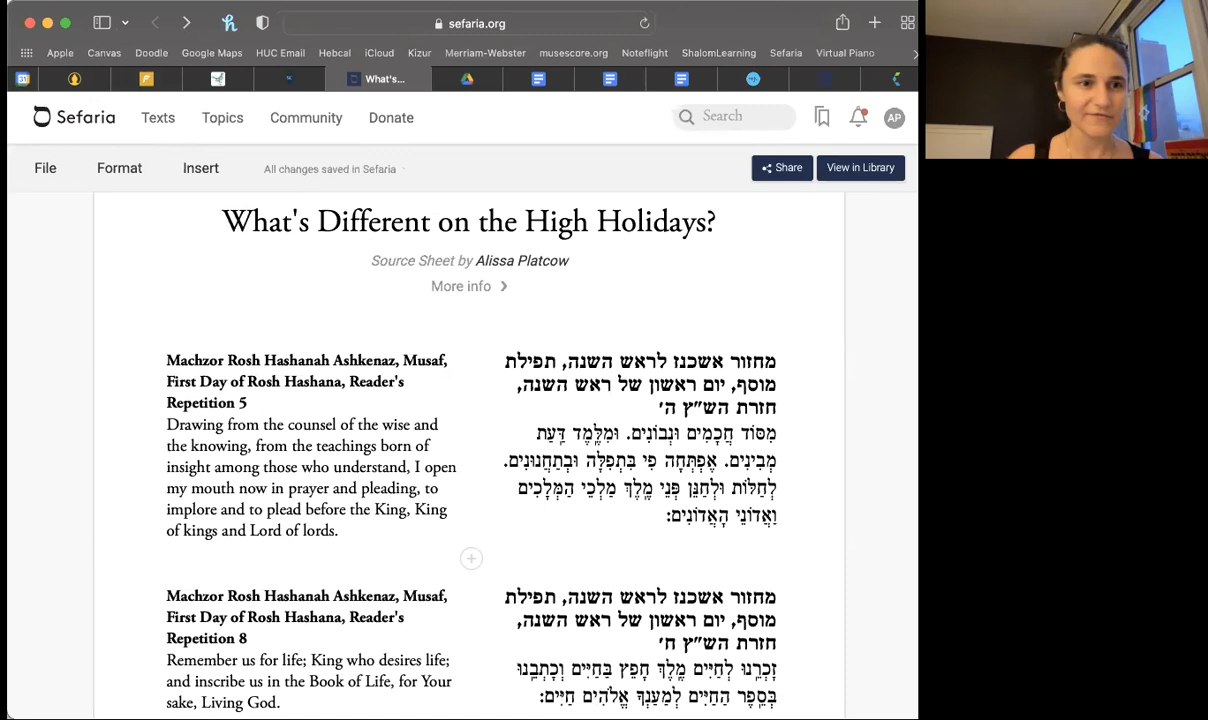 sefaria.org
Apple Canvas Doodle Google Maps HUC Email Hebcal iCloud Kizur Merriam-Webster musescore.org Noteflight ShalomLearning Sefaria Virtual Piano
What's...
Sefaria Texts Topics Community Donate Search AP
File Format Insert All changes saved in Sefaria Share View in Library
What's Different on the High Holidays?
Source Sheet by Alissa Platcow
More info
Machzor Rosh Hashanah Ashkenaz, Musaf,
First Day of Rosh Hashana, Reader's
Repetition 5
Drawing from the counsel of the wise and
the knowing, from the teachings born of
insight among those who understand, I open
my mouth now in prayer and pleading, to
implore and to plead before the King, King
of kings and Lord of lords.
מחזור אשכנז לראש השנה, תפילת
מוסף, יום ראשון של ראש השנה,
חזרת הש״ץ ה׳
מִסּוֹד חֲכָמִים וּנְבוֹנִים. וּמִלֶּֽמֶד דַּֽעַת
מְבִינִים. אֶפְתְּחָה פִי בִּתְפִלָּה וּבְתַחֲנוּנִים.
לְחַלּוֹת וּלְחַנֵּן פְּנֵי מֶֽלֶךְ מַלְכֵי הַמְּלָכִים
וַאֲדוֹנֵי הָאֲדוֹנִים:
Machzor Rosh Hashanah Ashkenaz, Musaf,
First Day of Rosh Hashana, Reader's
Repetition 8
Remember us for life; King who desires life;
and inscribe us in the Book of Life, for Your
sake, Living God.
מחזור אשכנז לראש השנה, תפילת
מוסף, יום ראשון של ראש השנה,
חזרת הש״ץ ח׳
זָכְרֵֽנוּ לְחַיִּים מֶֽלֶךְ חָפֵץ בַּחַיִּים וְכָתְבֵֽנוּ
בְּסֵֽפֶר הַחַיִּים לְמַעַנְךָ אֱלֹהִים חַיִּים: